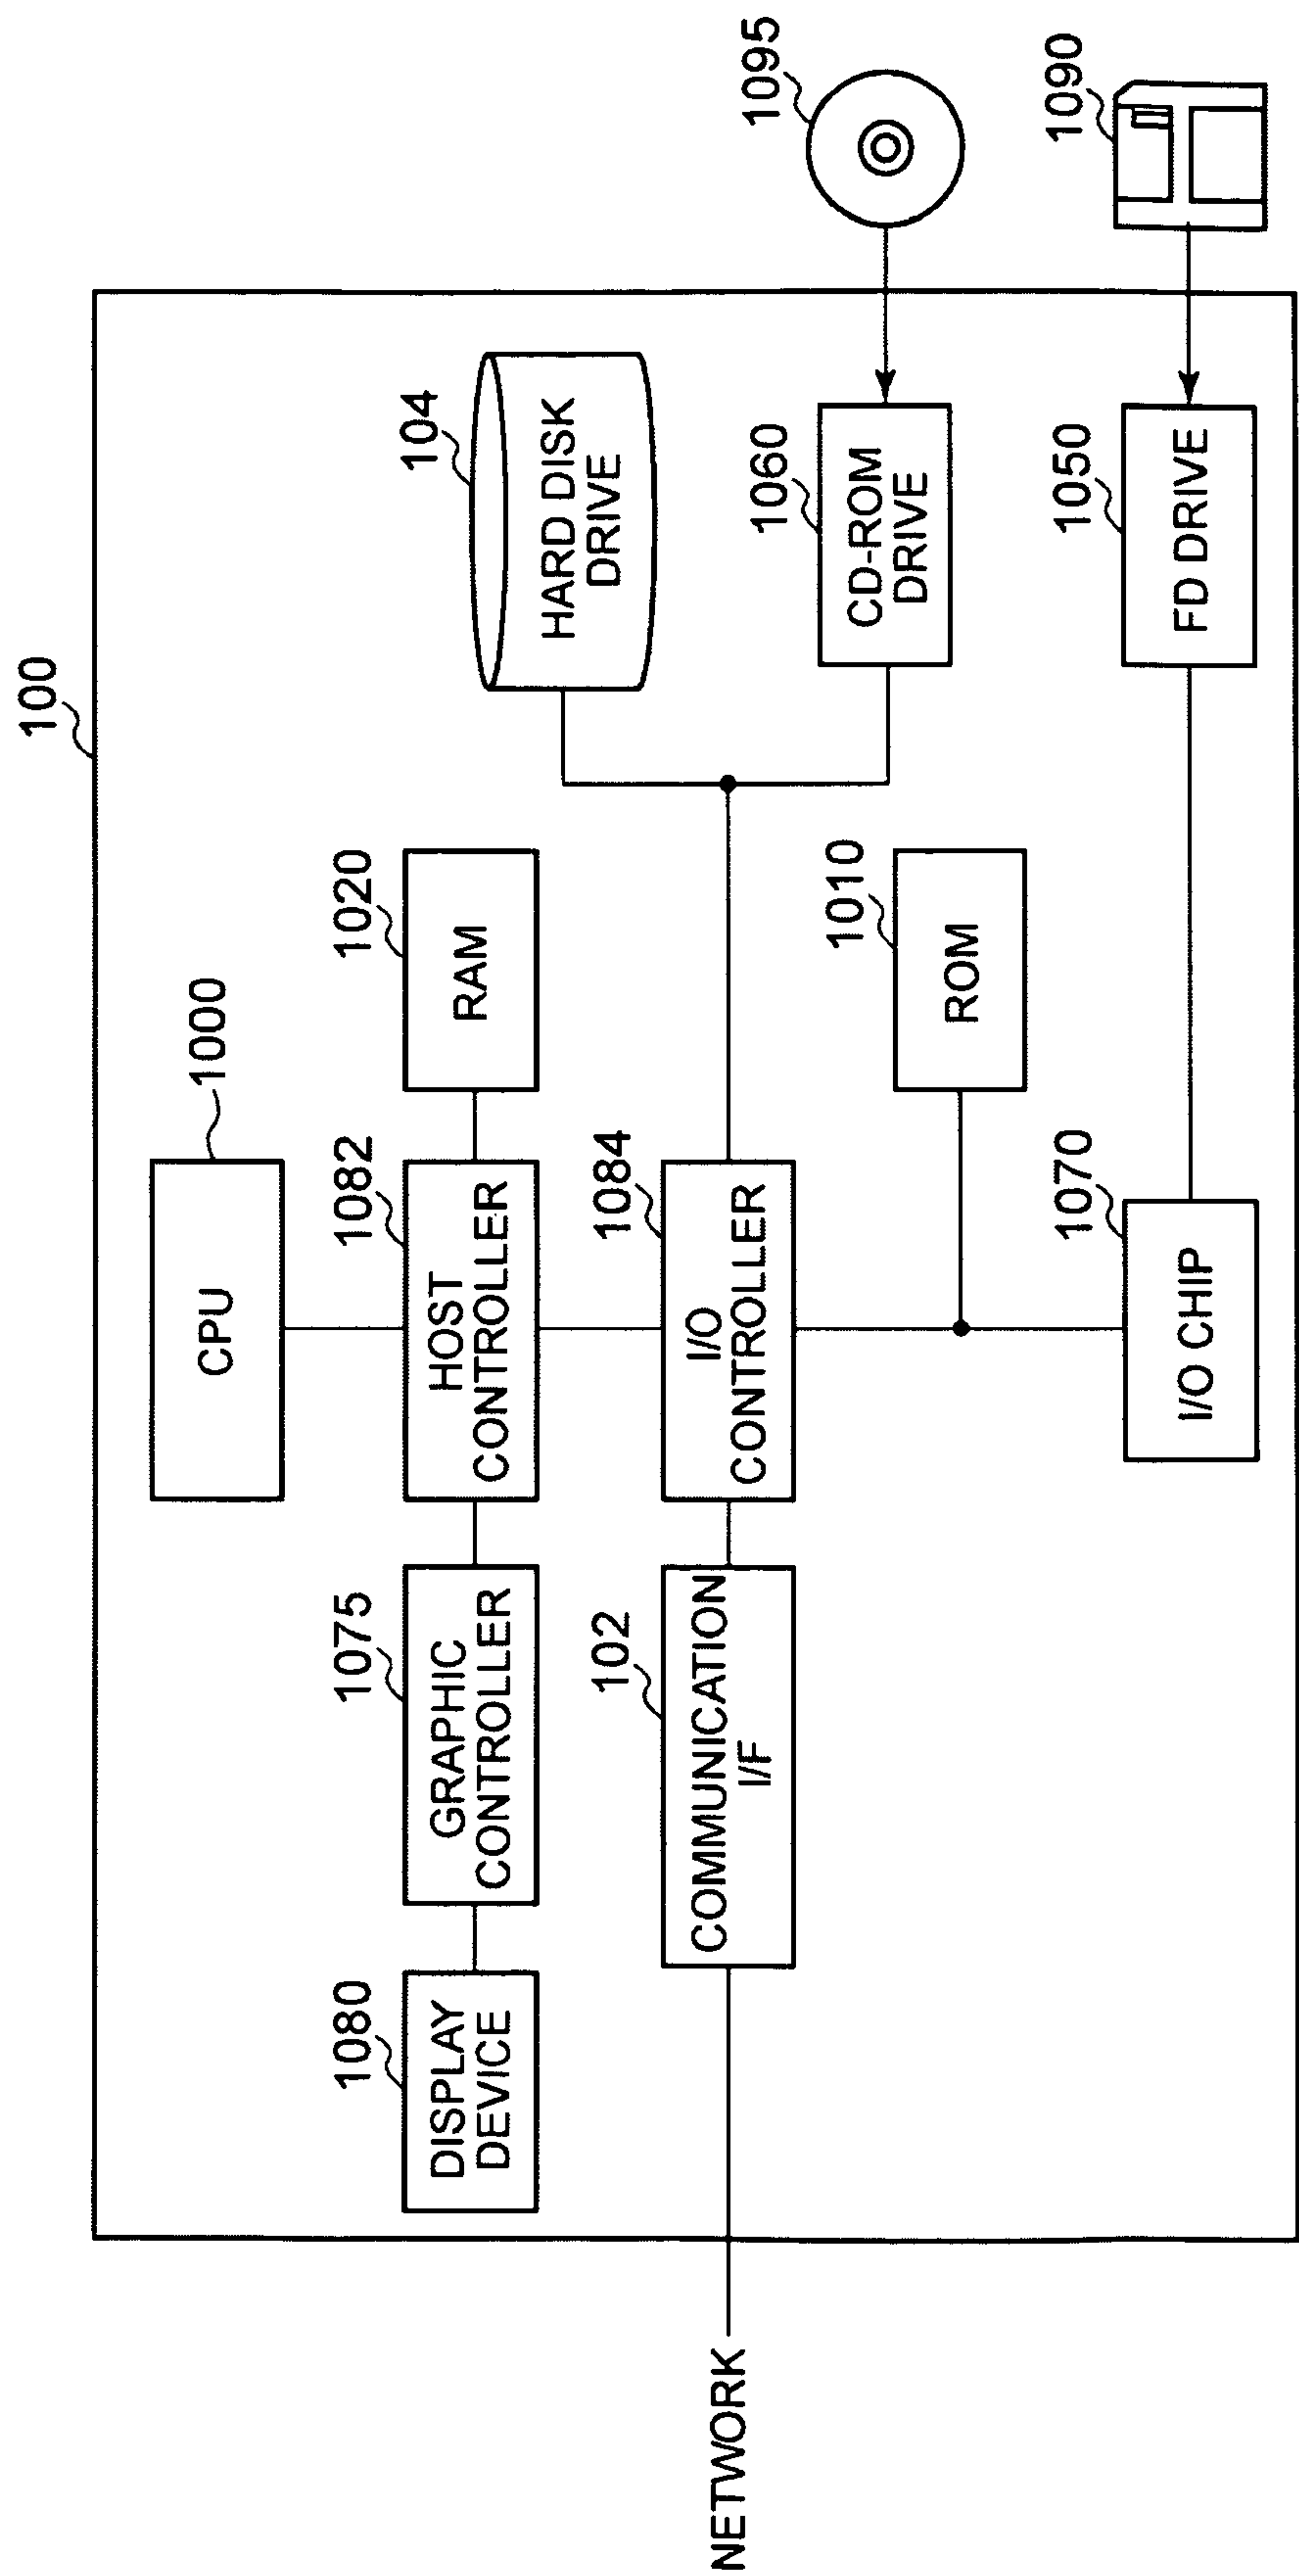 100
CPU
1000
1080
DISPLAY
DEVICE
1075
GRAPHIC
CONTROLLER
1082
HOST
CONTROLLER
1020
RAM
104
HARD DISK
DRIVE
NETWORK
102
COMMUNICATION
I/F
1084
I/O
CONTROLLER
1060
CD-ROM
DRIVE
1095
1010
ROM
1070
I/O CHIP
1050
FD DRIVE
1090